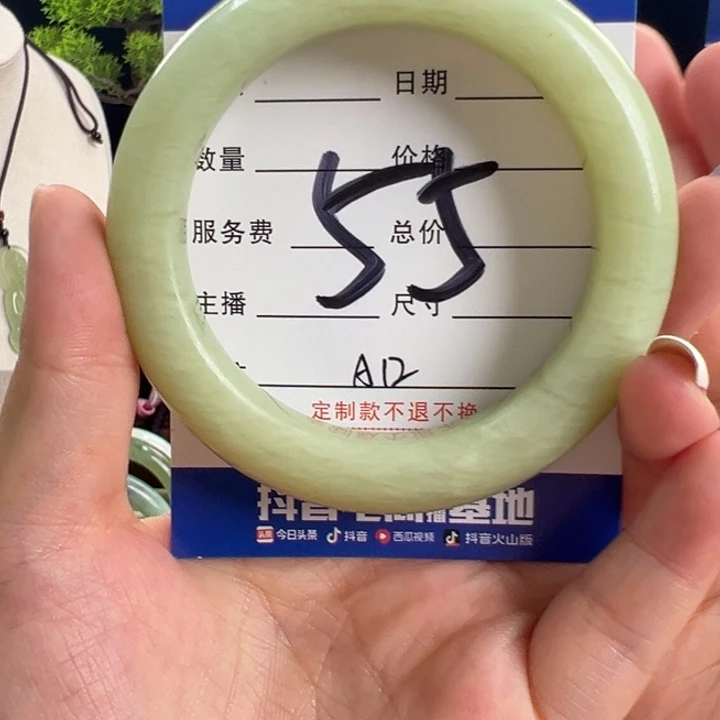 日期
数量 价格
55
服务费 总价
主播 尺寸
A12
定制款不退不换
抖音 基地
头条 今日头条 抖音 西瓜视频 抖音火山版